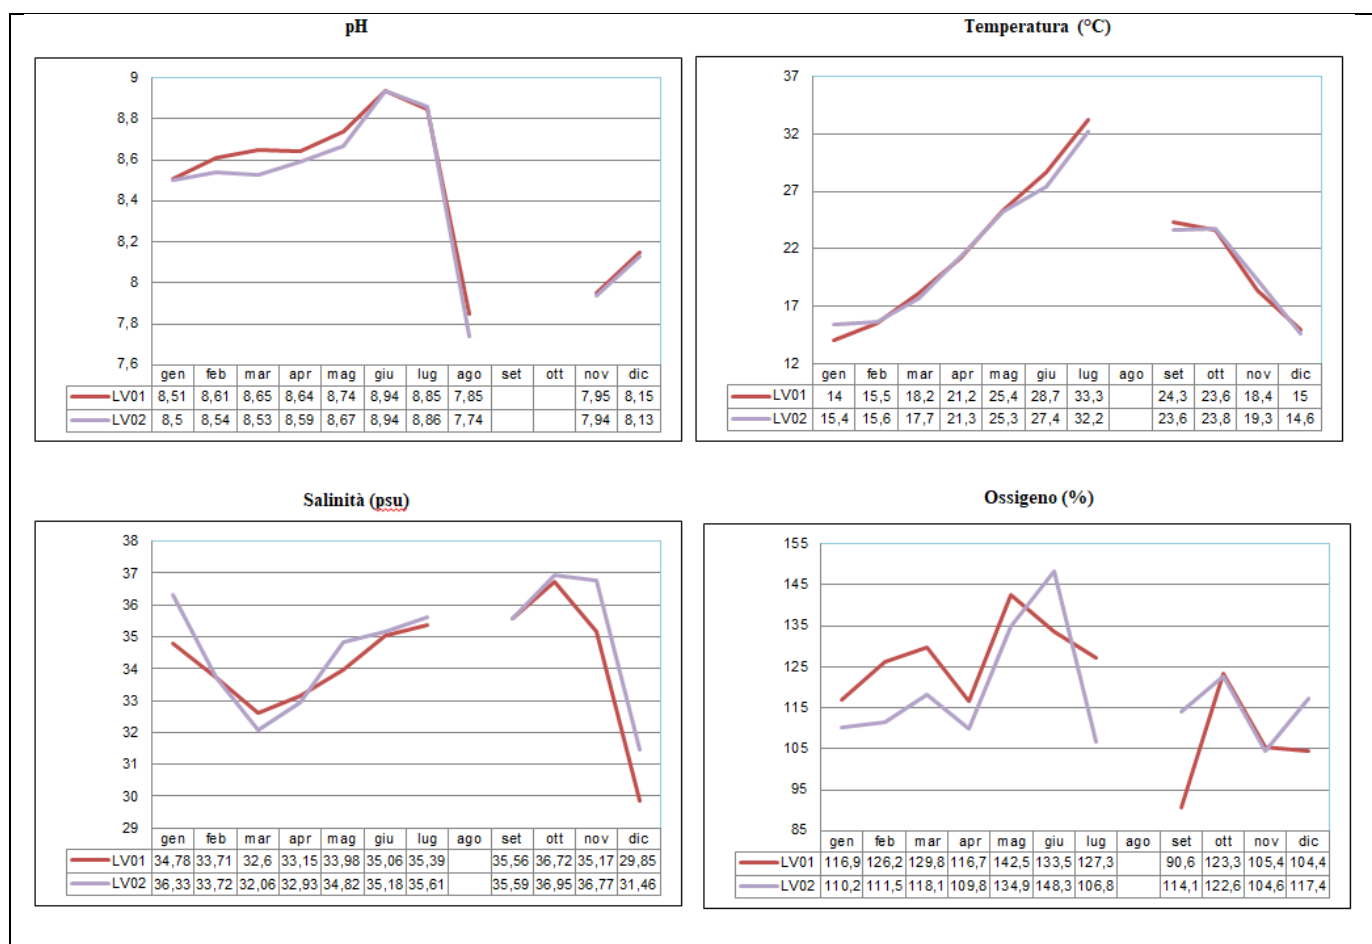 pH
9
8,8
8,6
8,4
8,2
8
7,8
7,6
gen feb mar apr mag giu lug ago set ott nov dic
LV01 8,51 8,61 8,65 8,64 8,74 8,94 8,85 7,85 7,95 8,15
LV02 8,5 8,54 8,53 8,59 8,67 8,94 8,86 7,74 7,94 8,13
Temperatura (°C)
37
32
27
22
17
12
gen feb mar apr mag giu lug ago set ott nov dic
LV01 14 15,5 18,2 21,2 25,4 28,7 33,3 24,3 23,6 18,4 15
LV02 15,4 15,6 17,7 21,3 25,3 27,4 32,2 23,6 23,8 19,3 14,6
Salinità (psu)
38
37
36
35
34
33
32
31
30
29
gen feb mar apr mag giu lug ago set ott nov dic
LV01 34,78 33,71 32,6 33,15 33,98 35,06 35,39 35,56 36,72 35,17 29,85
LV02 36,33 33,72 32,06 32,93 34,82 35,18 35,61 35,59 36,95 36,77 31,46
Ossigeno (%)
155
145
135
125
115
105
95
85
gen feb mar apr mag giu lug ago set ott nov dic
LV01 116,9 126,2 129,8 116,7 142,5 133,5 127,3 90,6 123,3 105,4 104,4
LV02 110,2 111,5 118,1 109,8 134,9 148,3 106,8 114,1 122,6 104,6 117,4